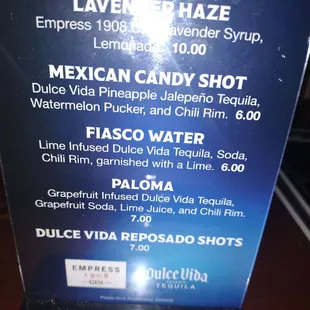 LAVENDER HAZE
Empress 1908 Lavender Syrup,
Lemonade 10.00
MEXICAN CANDY SHOT
Dulce Vida Pineapple Jalepeño Tequila,
Watermelon Pucker, and Chili Rim. 6.00
FIASCO WATER
Lime Infused Dulce Vida Tequila, Soda,
Chili Rim, garnished with a Lime. 6.00
PALOMA
Grapefruit Infused Dulce Vida Tequila,
Grapefruit Soda, Lime Juice, and Chili Rim.
7.00
DULCE VIDA REPOSADO SHOTS
7.00
EMPRESS
1908
GIN
Dulce Vida
TEQUILA